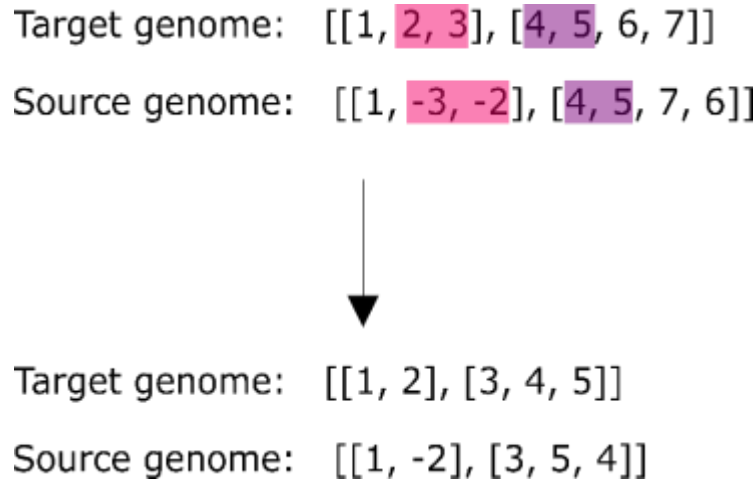 Target genome: [[1, 2, 3], [4, 5, 6, 7]]
Source genome: [[1, -3, -2], [4, 5, 7, 6]]
Target genome: [[1, 2], [3, 4, 5]]
Source genome: [[1, -2], [3, 5, 4]]